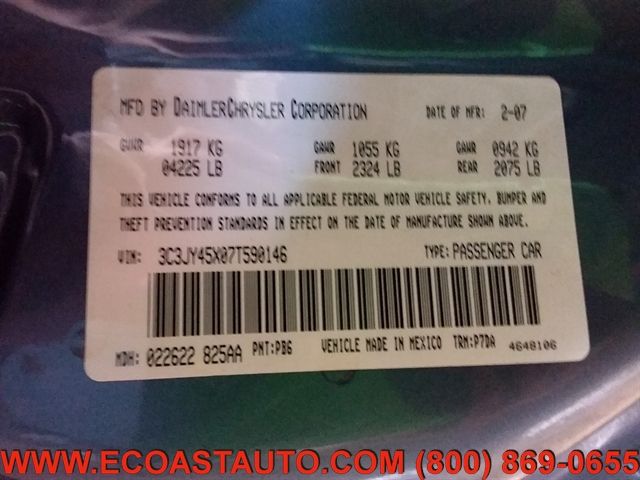 MFD BY DAIMLERCHRYSLER CORPORATION DATE OF MFR: 2-07
GVWR 1917 KG GAWR 1055 KG GAWR 0942 KG
04225 LB FRONT 2324 LB REAR 2075 LB
THIS VEHICLE CONFORMS TO ALL APPLICABLE FEDERAL MOTOR VEHICLE SAFETY, BUMPER AND
THEFT PREVENTION STANDARDS IN EFFECT ON THE DATE OF MANUFACTURE SHOWN ABOVE.
VIN: 3C3JY45X07T590146 TYPE: PASSENGER CAR
MDH: 022622 825AA PNT:PB6 VEHICLE MADE IN MEXICO TRM:P7DA 4648106
WWW.ECOASTAUTO.COM (800) 869-0655